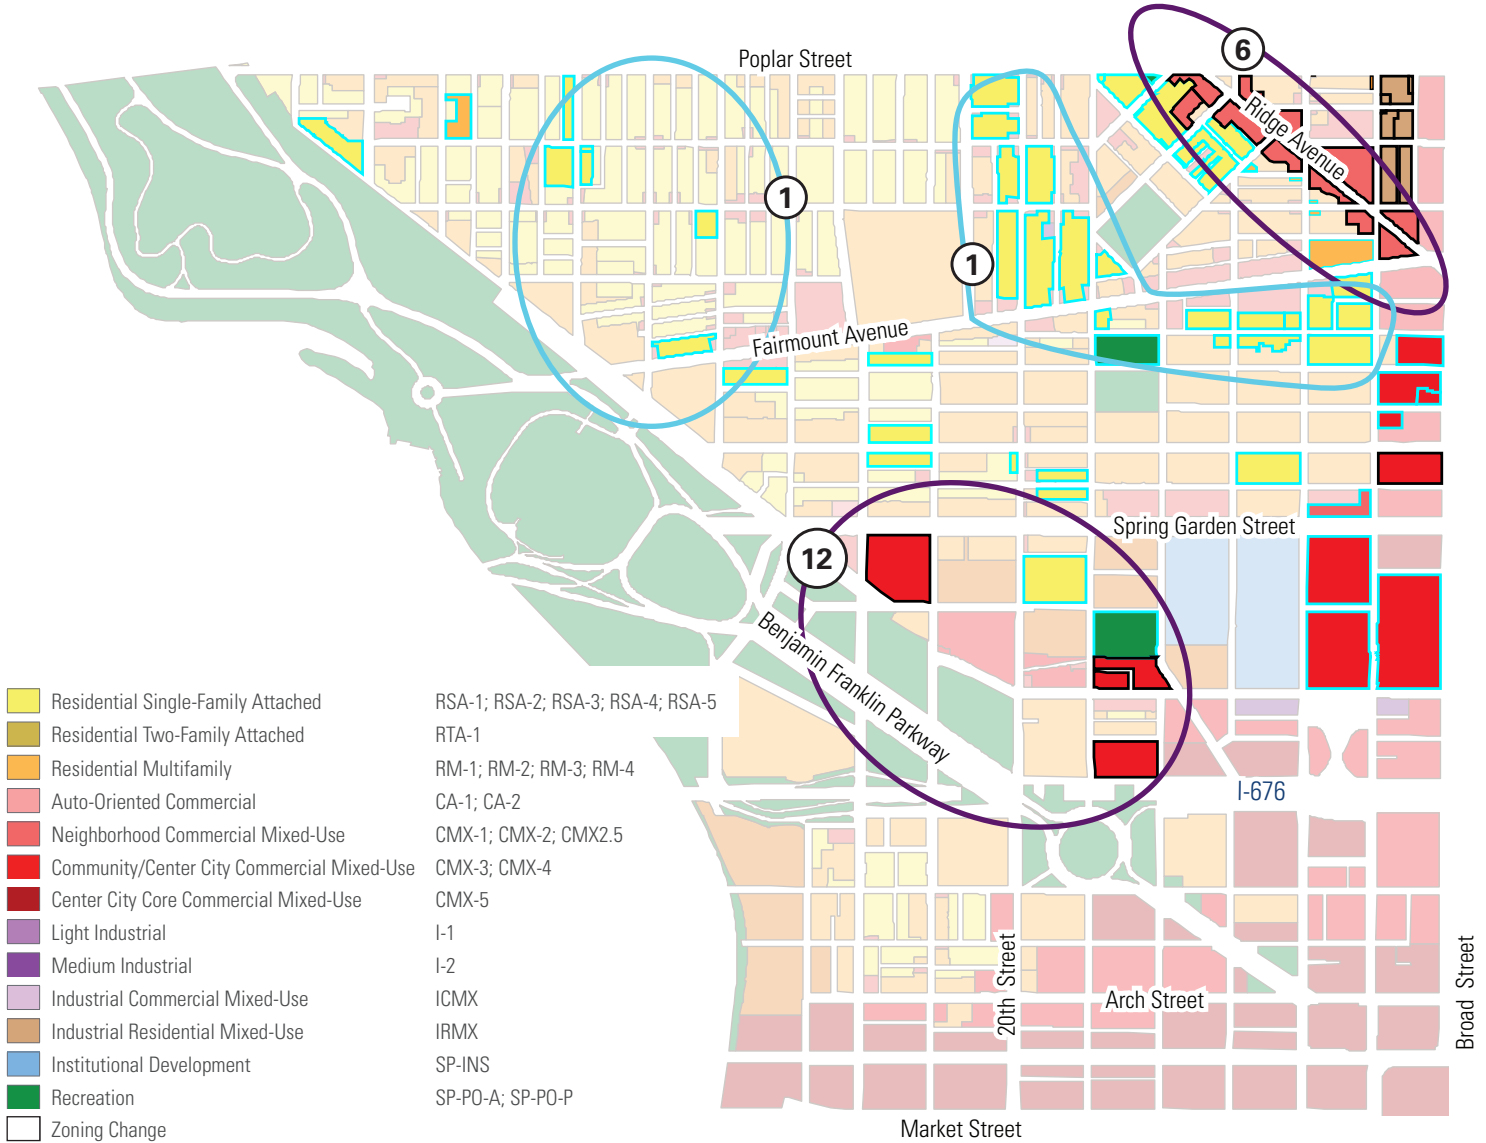 Poplar Street
6
Ridge Avenue
1
1
Fairmount Avenue
Spring Garden Street
12
Benjamin Franklin Parkway
I-676
20th Street
Arch Street
Broad Street
Market Street
Residential Single-Family Attached RSA-1; RSA-2; RSA-3; RSA-4; RSA-5
Residential Two-Family Attached RTA-1
Residential Multifamily RM-1; RM-2; RM-3; RM-4
Auto-Oriented Commercial CA-1; CA-2
Neighborhood Commercial Mixed-Use CMX-1; CMX-2; CMX2.5
Community/Center City Commercial Mixed-Use CMX-3; CMX-4
Center City Core Commercial Mixed-Use CMX-5
Light Industrial I-1
Medium Industrial I-2
Industrial Commercial Mixed-Use ICMX
Industrial Residential Mixed-Use IRMX
Institutional Development SP-INS
Recreation SP-PO-A; SP-PO-P
Zoning Change